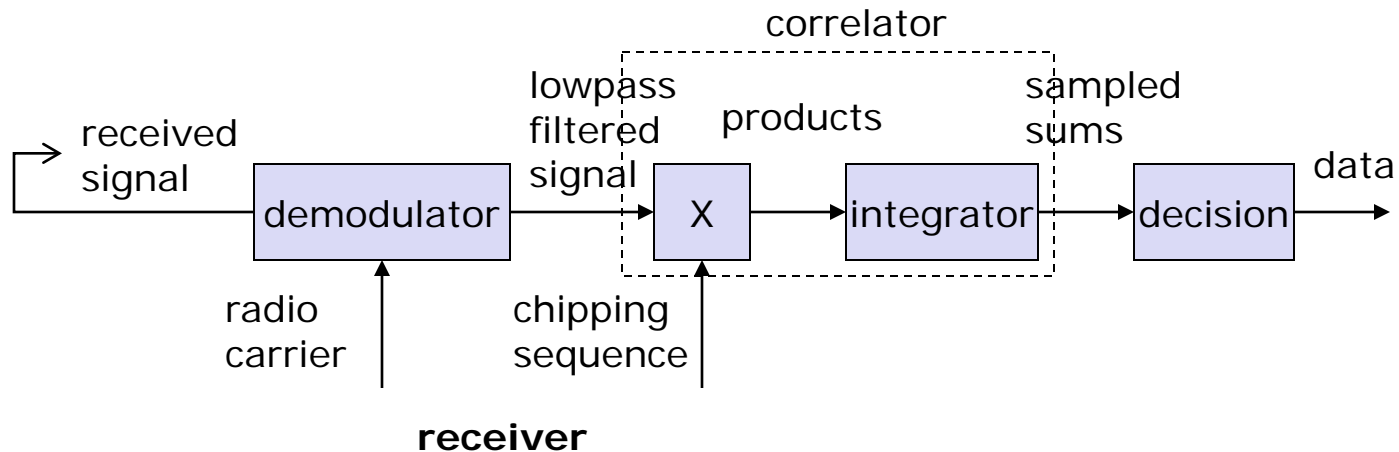 correlator
lowpass
filtered
signal
products
sampled
sums
received
signal
data
demodulator
X
integrator
decision
radio
carrier
chipping
sequence
receiver